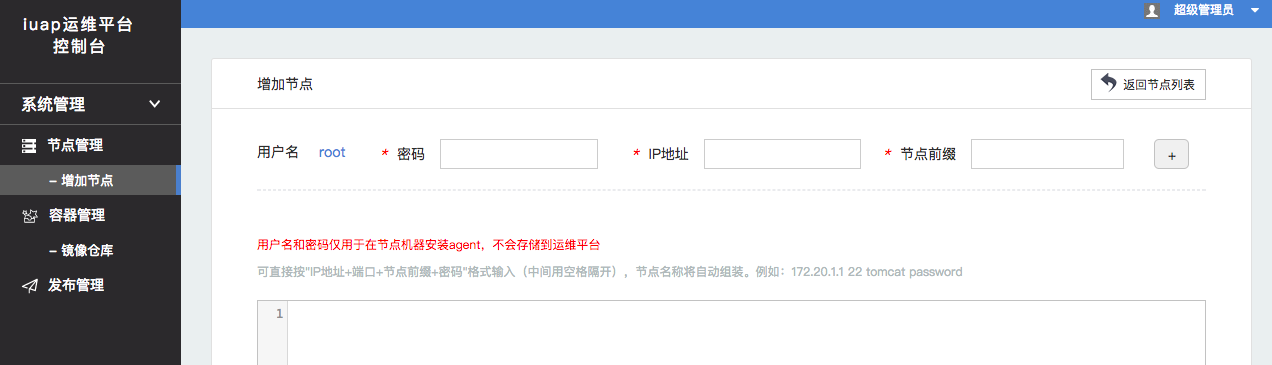 iuap运维平台
控制台
超级管理员
系统管理
节点管理
– 增加节点
容器管理
– 镜像仓库
发布管理
增加节点
返回节点列表
用户名 root * 密码 * IP地址 * 节点前缀 +
用户名和密码仅用于在节点机器安装agent，不会存储到运维平台
可直接按"IP地址+端口+节点前缀+密码"格式输入（中间用空格隔开），节点名称将自动组装。例如：172.20.1.1 22 tomcat password
1